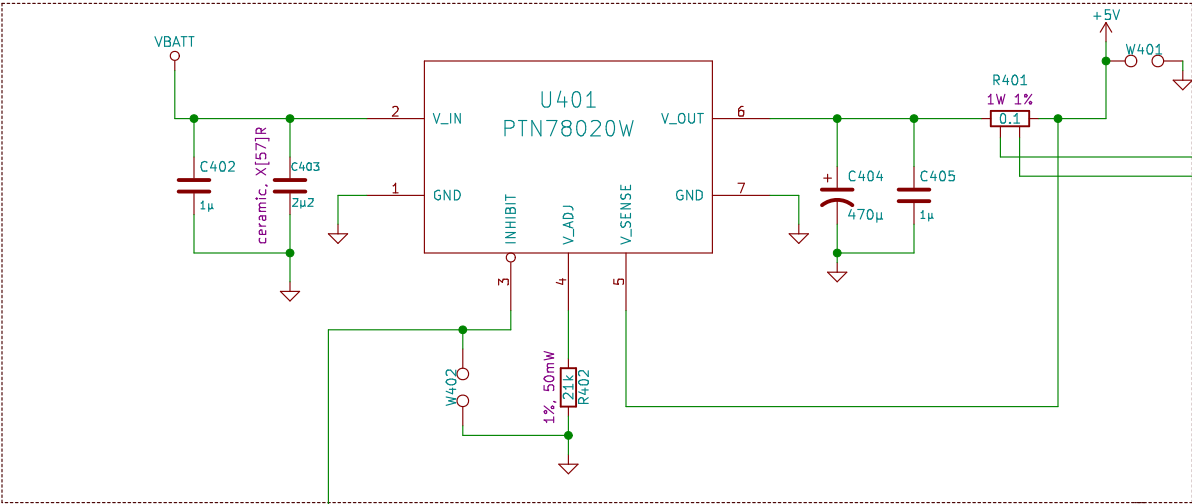 +5V
VBATT
W401
R401
U401
1W 1%
PTN78020W
2
V_IN
V_OUT
6
0.1
ceramic, X[57]R
C402
C403
1µ
2µ2
1
GND
GND
7
C404
C405
+
470µ
1µ
INHIBIT
V_ADJ
V_SENSE
3
4
5
W402
1%, 50mW
21k
R402